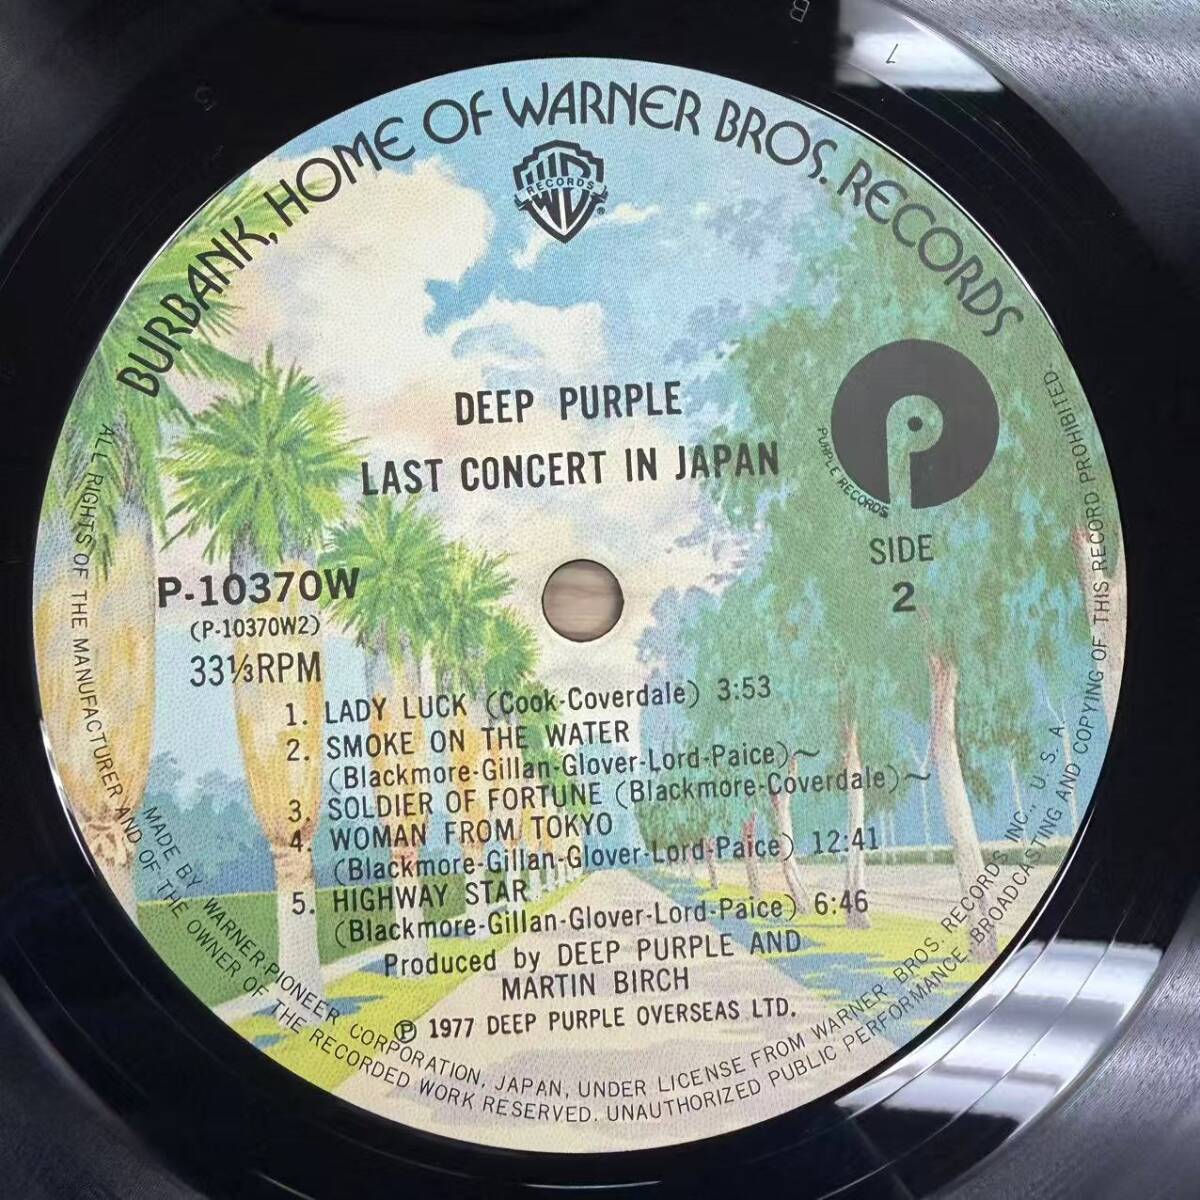 BURBANK, HOME OF WARNER BROS. RECORDS
WB
RECORDS
®
DEEP PURPLE
LAST CONCERT IN JAPAN
P
PURPLE RECORDS
SIDE
2
P-10370W
(P-10370W2)
33⅓RPM
1. LADY LUCK (Cook-Coverdale) 3:53
2. SMOKE ON THE WATER
(Blackmore-Gillan-Glover-Lord-Paice)~
3. SOLDIER OF FORTUNE (Blackmore-Coverdale)~
4. WOMAN FROM TOKYO
(Blackmore-Gillan-Glover-Lord-Paice) 12:41
5. HIGHWAY STAR
(Blackmore-Gillan-Glover-Lord-Paice) 6:46
Produced by DEEP PURPLE AND
MARTIN BIRCH
℗ 1977 DEEP PURPLE OVERSEAS LTD.
MADE BY WARNER-PIONEER CORPORATION, JAPAN, UNDER LICENSE FROM WARNER BROS. RECORDS INC., U. S. A.
ALL RIGHTS OF THE MANUFACTURER AND OF THE OWNER OF THE RECORDED WORK RESERVED. UNAUTHORIZED PUBLIC PERFORMANCE, BROADCASTING AND COPYING OF THIS RECORD PROHIBITED.